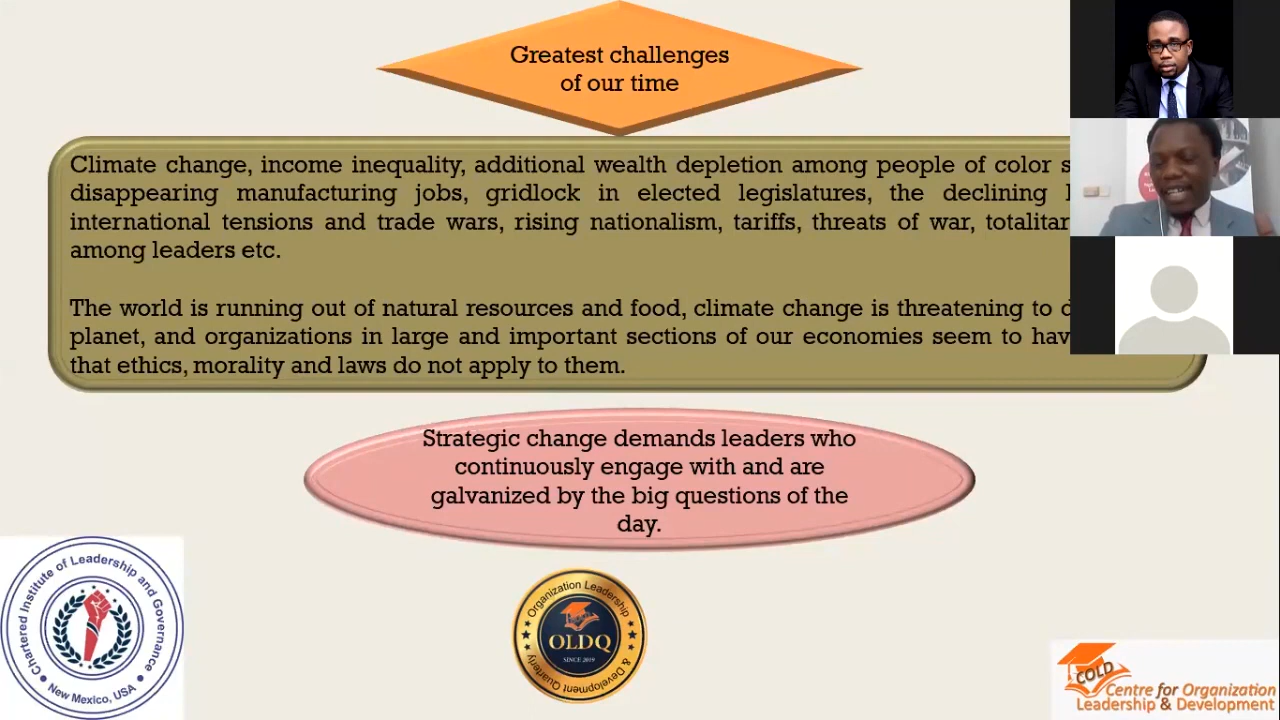 Greatest challenges
of our time
Climate change, income inequality, additional wealth depletion among people of color
disappearing manufacturing jobs, gridlock in elected legislatures, the declining
international tensions and trade wars, rising nationalism, tariffs, threats of war,
among leaders etc.
The world is running out of natural resources and food, climate change is threatening to
planet, and organizations in large and important sections of our economies seem to
that ethics, morality and laws do not apply to them.
Strategic change demands leaders who
continuously engage with and are
galvanized by the big questions of the
day.
Chartered Institute of Leadership and Governance
New Mexico, USA
Organization Leadership
OLDQ
SINCE 2019
& Development Quarterly
COLD
Centre for Organization
Leadership & Development